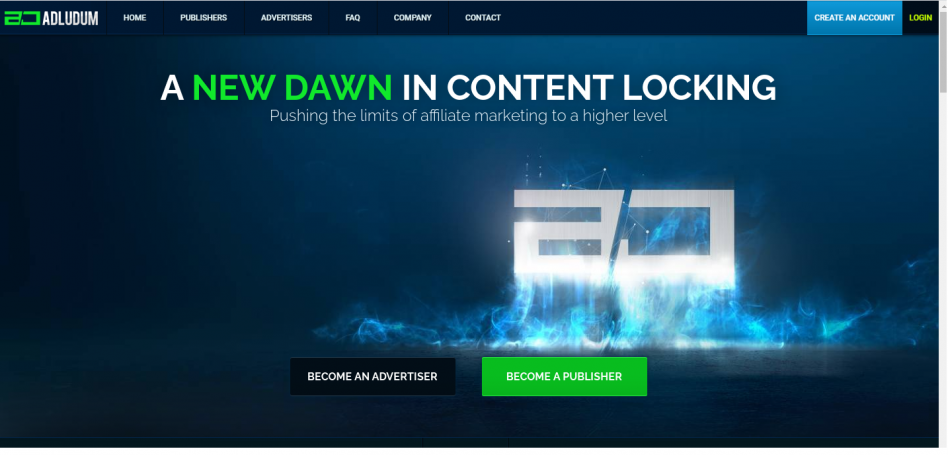 ADLUDUM
HOME
PUBLISHERS
ADVERTISERS
FAQ
COMPANY
CONTACT
CREATE AN ACCOUNT
LOGIN
A NEW DAWN IN CONTENT LOCKING
Pushing the limits of affiliate marketing to a higher level
BECOME AN ADVERTISER
BECOME A PUBLISHER